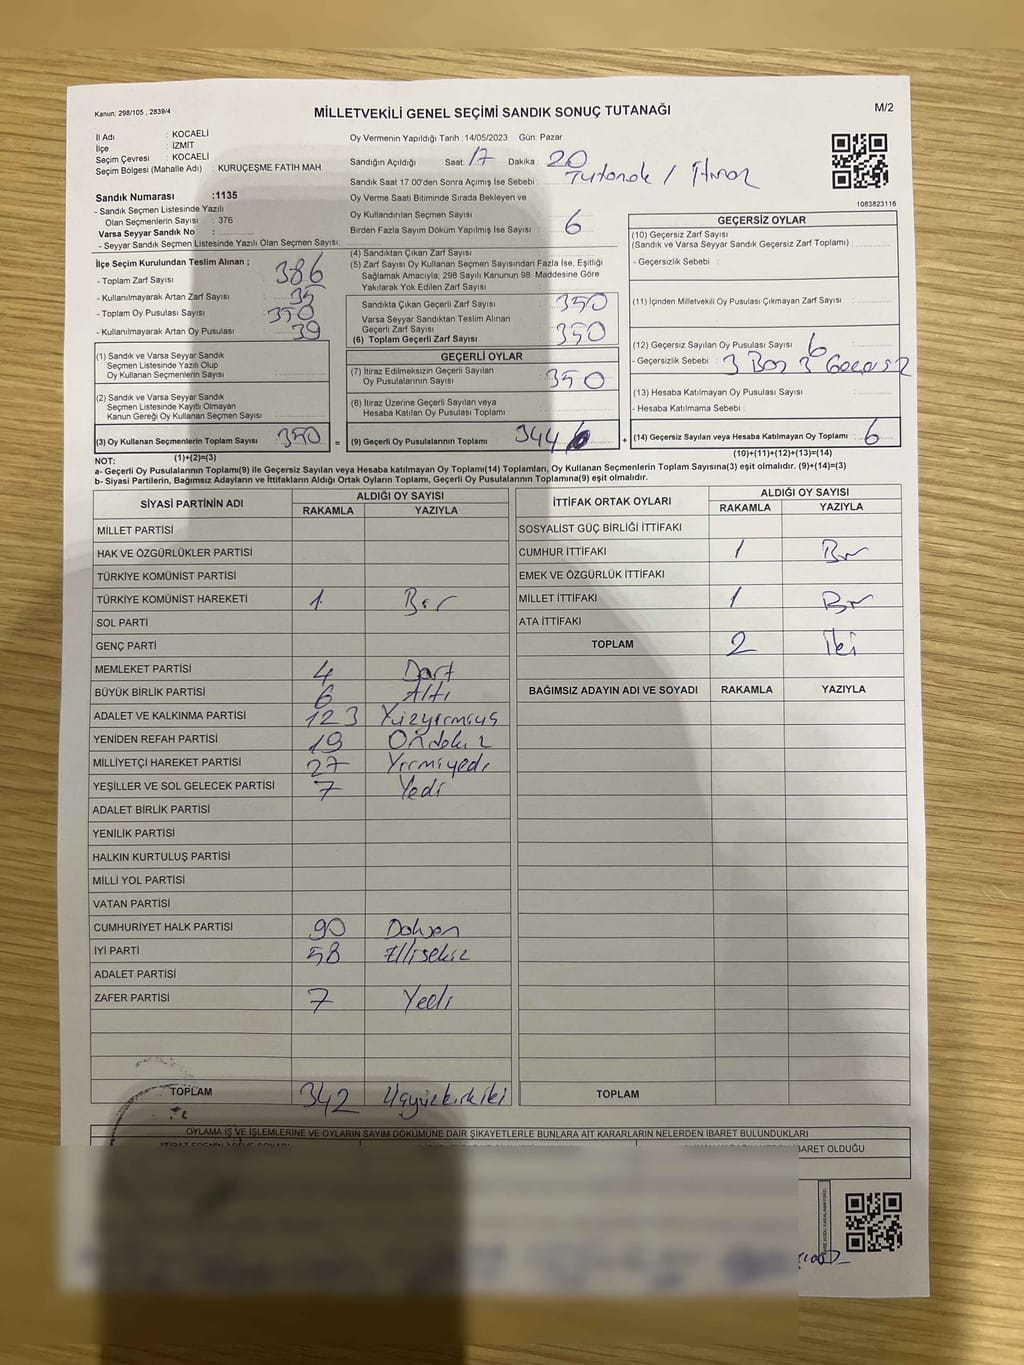 Kanun: 298/105 , 2839/4
MİLLETVEKİLİ GENEL SEÇİMİ SANDIK SONUÇ TUTANAĞI
M/2
İl Adı : KOCAELİ
İlçe : İZMİT
Seçim Çevresi : KOCAELİ
Seçim Bölgesi (Mahalle Adı) : KURUÇEŞME FATİH MAH.
Sandık Numarası :1135
- Sandık Seçmen Listesinde Yazılı
Olan Seçmenlerin Sayısı : 376
Varsa Seyyar Sandık No :
- Seyyar Sandık Seçmen Listesinde Yazılı Olan Seçmen Sayısı:
Oy Vermenin Yapıldığı Tarih :14/05/2023 Gün: Pazar
Sandığın Açıldığı Saat: 17 Dakika : 20
Sandık Saat 17.00'den Sonra Açımış İse Sebebi : Tutanak /
Oy Verme Saati Bitiminde Sırada Bekleyen ve
Oy Kullandırılan Seçmen Sayısı :
Birden Fazla Sayım Döküm Yapılmış İse Sayısı : 6
1083823116
İlçe Seçim Kurulundan Teslim Alınan ;
- Toplam Zarf Sayısı : 386
- Kullanılmayarak Artan Zarf Sayısı :
- Toplam Oy Pusulası Sayısı :
- Kullanılmayarak Artan Oy Pusulası : 39
(1) Sandık ve Varsa Seyyar Sandık
Seçmen Listesinde Yazılı Olup
Oy Kullanan Seçmenlerin Sayısı :
(2) Sandık ve Varsa Seyyar Sandık
Seçmen Listesinde Kayıtlı Olmayan
Kanun Gereği Oy Kullanan Seçmen Sayısı :
(3) Oy Kullanan Seçmenlerin Toplam Sayısı : 350 =
(1)+(2)=(3)
(4) Sandıktan Çıkan Zarf Sayısı
(5) Zarf Sayısı Oy Kullanan Seçmen Sayısından Fazla İse, Eşitliği
Sağlamak Amacıyla, 298 Sayılı Kanunun 98. Maddesine Göre
Yakılarak Yok Edilen Zarf Sayısı :
Sandıkta Çıkan Geçerli Zarf Sayısı : 350
Varsa Seyyar Sandıktan Teslim Alınan
Geçerli Zarf Sayısı
(6) Toplam Geçerli Zarf Sayısı : 350
GEÇERLİ OYLAR
(7) İtiraz Edilmeksizin Geçerli Sayılan
Oy Pusulalarının Sayısı : 350
(8) İtiraz Üzerine Geçerli Sayılan veya
Hesaba Katılan Oy Pusulası Toplamı :
(9) Geçerli Oy Pusulalarının Toplamı : 344 +
GEÇERSİZ OYLAR
(10) Geçersiz Zarf Sayısı
(Sandık ve Varsa Seyyar Sandık Geçersiz Zarf Toplamı) :
- Geçersizlik Sebebi :
(11) İçinden Milletvekili Oy Pusulası Çıkmayan Zarf Sayısı :
(12) Geçersiz Sayılan Oy Pusulası Sayısı : 6
- Geçersizlik Sebebi : 3 Boş 3 Geçersiz
(13) Hesaba Katılmayan Oy Pusulası Sayısı :
- Hesaba Katılmama Sebebi :
(14) Geçersiz Sayılan veya Hesaba Katılmayan Oy Toplamı : 6
(10)+(11)+(12)+(13)=(14)
NOT:
a- Geçerli Oy Pusulalarının Toplamı(9) ile Geçersiz Sayılan veya Hesaba katılmayan Oy Toplamı(14) Toplamları, Oy Kullanan Seçmenlerin Toplam Sayısına(3) eşit olmalıdır. (9)+(14)=(3)
b- Siyasi Partilerin, Bağımsız Adayların ve İttifakların Aldığı Ortak Oyların Toplamı, Geçerli Oy Pusulalarının Toplamına(9) eşit olmalıdır.
SİYASİ PARTİNİN ADI ALDIĞI OY SAYISI
RAKAMLA YAZIYLA
MİLLET PARTİSİ
HAK VE ÖZGÜRLÜKLER PARTİSİ
TÜRKİYE KOMÜNİST PARTİSİ
TÜRKİYE KOMÜNİST HAREKETİ 1 Bir
SOL PARTİ
GENÇ PARTİ
MEMLEKET PARTİSİ 4 Dört
BÜYÜK BİRLİK PARTİSİ 6 Altı
ADALET VE KALKINMA PARTİSİ 123 Yüzyirmiüç
YENİDEN REFAH PARTİSİ 19 Ondokuz
MİLLİYETÇİ HAREKET PARTİSİ 27 Yirmiyedi
YEŞİLLER VE SOL GELECEK PARTİSİ 7 Yedi
ADALET BİRLİK PARTİSİ
YENİLİK PARTİSİ
HALKIN KURTULUŞ PARTİSİ
MİLLİ YOL PARTİSİ
VATAN PARTİSİ
CUMHURİYET HALK PARTİSİ 90 Doksan
İYİ PARTİ 58 Ellisekiz
ADALET PARTİSİ
ZAFER PARTİSİ 7 Yedi
TOPLAM 342 Üçyüzkırkiki
İTTİFAK ORTAK OYLARI ALDIĞI OY SAYISI
RAKAMLA YAZIYLA
SOSYALİST GÜÇ BİRLİĞİ İTTİFAKI
CUMHUR İTTİFAKI 1 Bir
EMEK VE ÖZGÜRLÜK İTTİFAKI
MİLLET İTTİFAKI 1 Bir
ATA İTTİFAKI
TOPLAM 2 İki
BAĞIMSIZ ADAYIN ADI VE SOYADI RAKAMLA YAZIYLA
TOPLAM
OYLAMA İŞ VE İŞLEMLERİNE VE OYLARIN SAYIM DÖKÜMÜNE DAİR ŞİKAYETLERLE BUNLARA AİT KARARLARIN NELERDEN İBARET BULUNDUKLARI
İBARET OLDUĞU